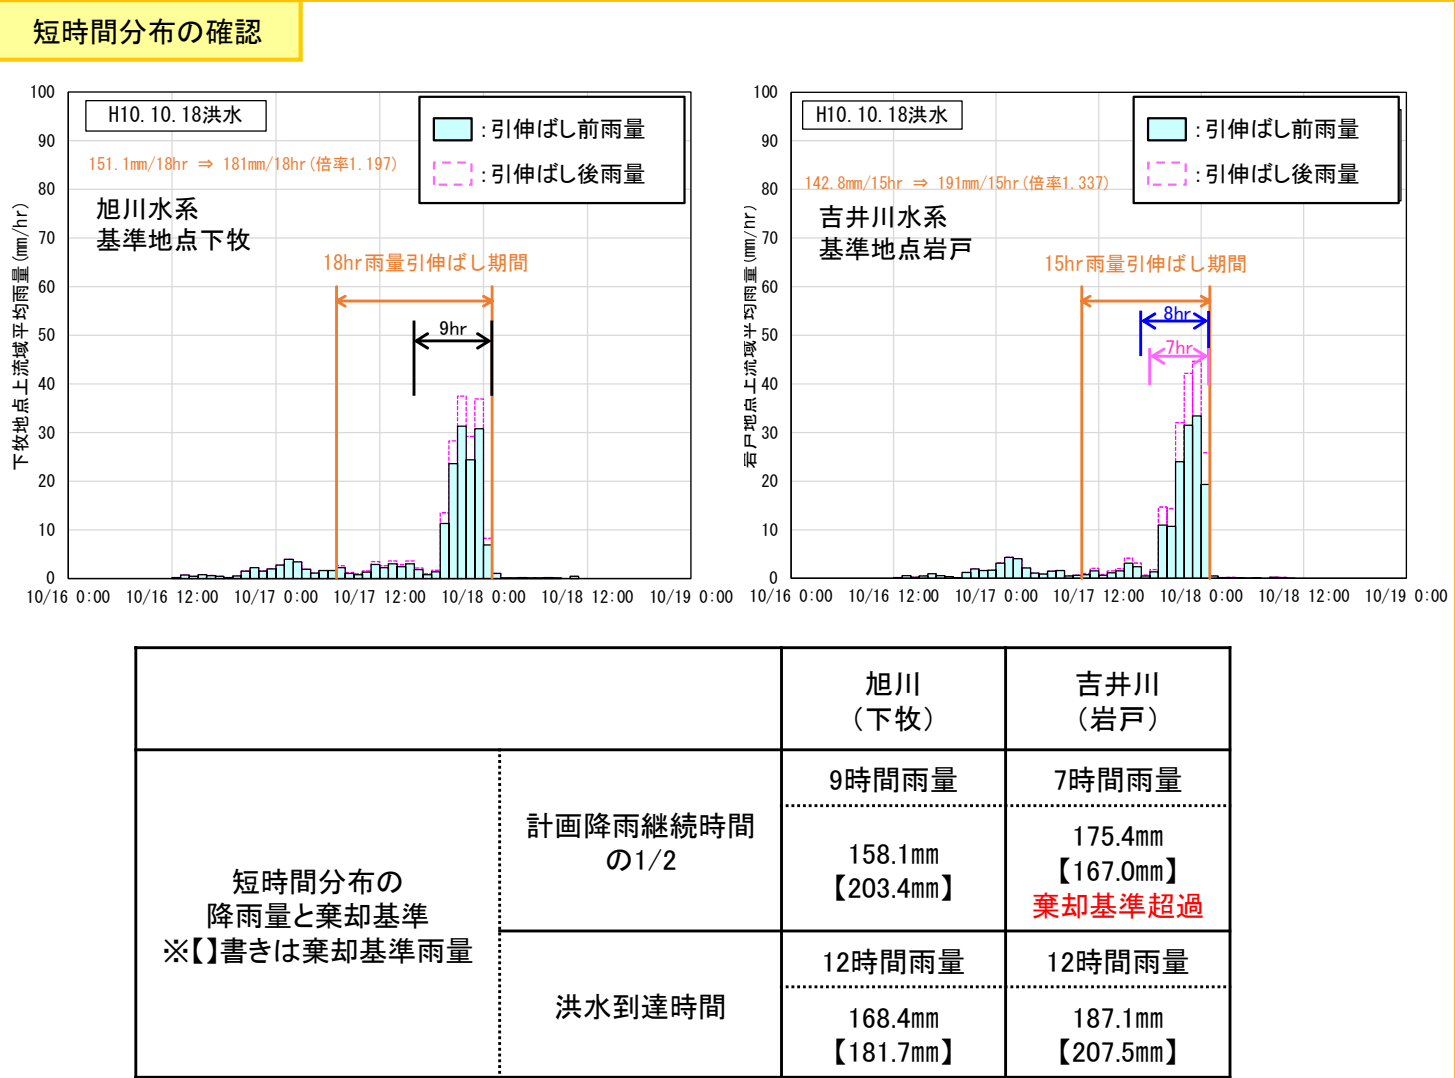 短時間分布の確認
100
90
80
70
60
50
40
30
20
10
0
下牧地点上流域平均雨量(mm/hr)
H10.10.18洪水
:引伸ばし前雨量
:引伸ばし後雨量
151.1mm/18hr ⇒ 181mm/18hr(倍率1.197)
旭川水系
基準地点下牧
18hr雨量引伸ばし期間
9hr
10/16 0:00 10/16 12:00 10/17 0:00 10/17 12:00 10/18 0:00 10/18 12:00 10/19 0:00
100
90
80
70
60
50
40
30
20
10
0
岩戸地点上流域平均雨量(mm/hr)
H10.10.18洪水
:引伸ばし前雨量
:引伸ばし後雨量
142.8mm/15hr ⇒ 191mm/15hr(倍率1.337)
吉井川水系
基準地点岩戸
15hr雨量引伸ばし期間
8hr
7hr
10/16 0:00 10/16 12:00 10/17 0:00 10/17 12:00 10/18 0:00 10/18 12:00 10/19 0:00
旭川
（下牧）
吉井川
（岩戸）
短時間分布の
降雨量と棄却基準
※【】書きは棄却基準雨量
計画降雨継続時間
の1/2
9時間雨量
7時間雨量
158.1mm
【203.4mm】
175.4mm
【167.0mm】
棄却基準超過
洪水到達時間
12時間雨量
12時間雨量
168.4mm
【181.7mm】
187.1mm
【207.5mm】